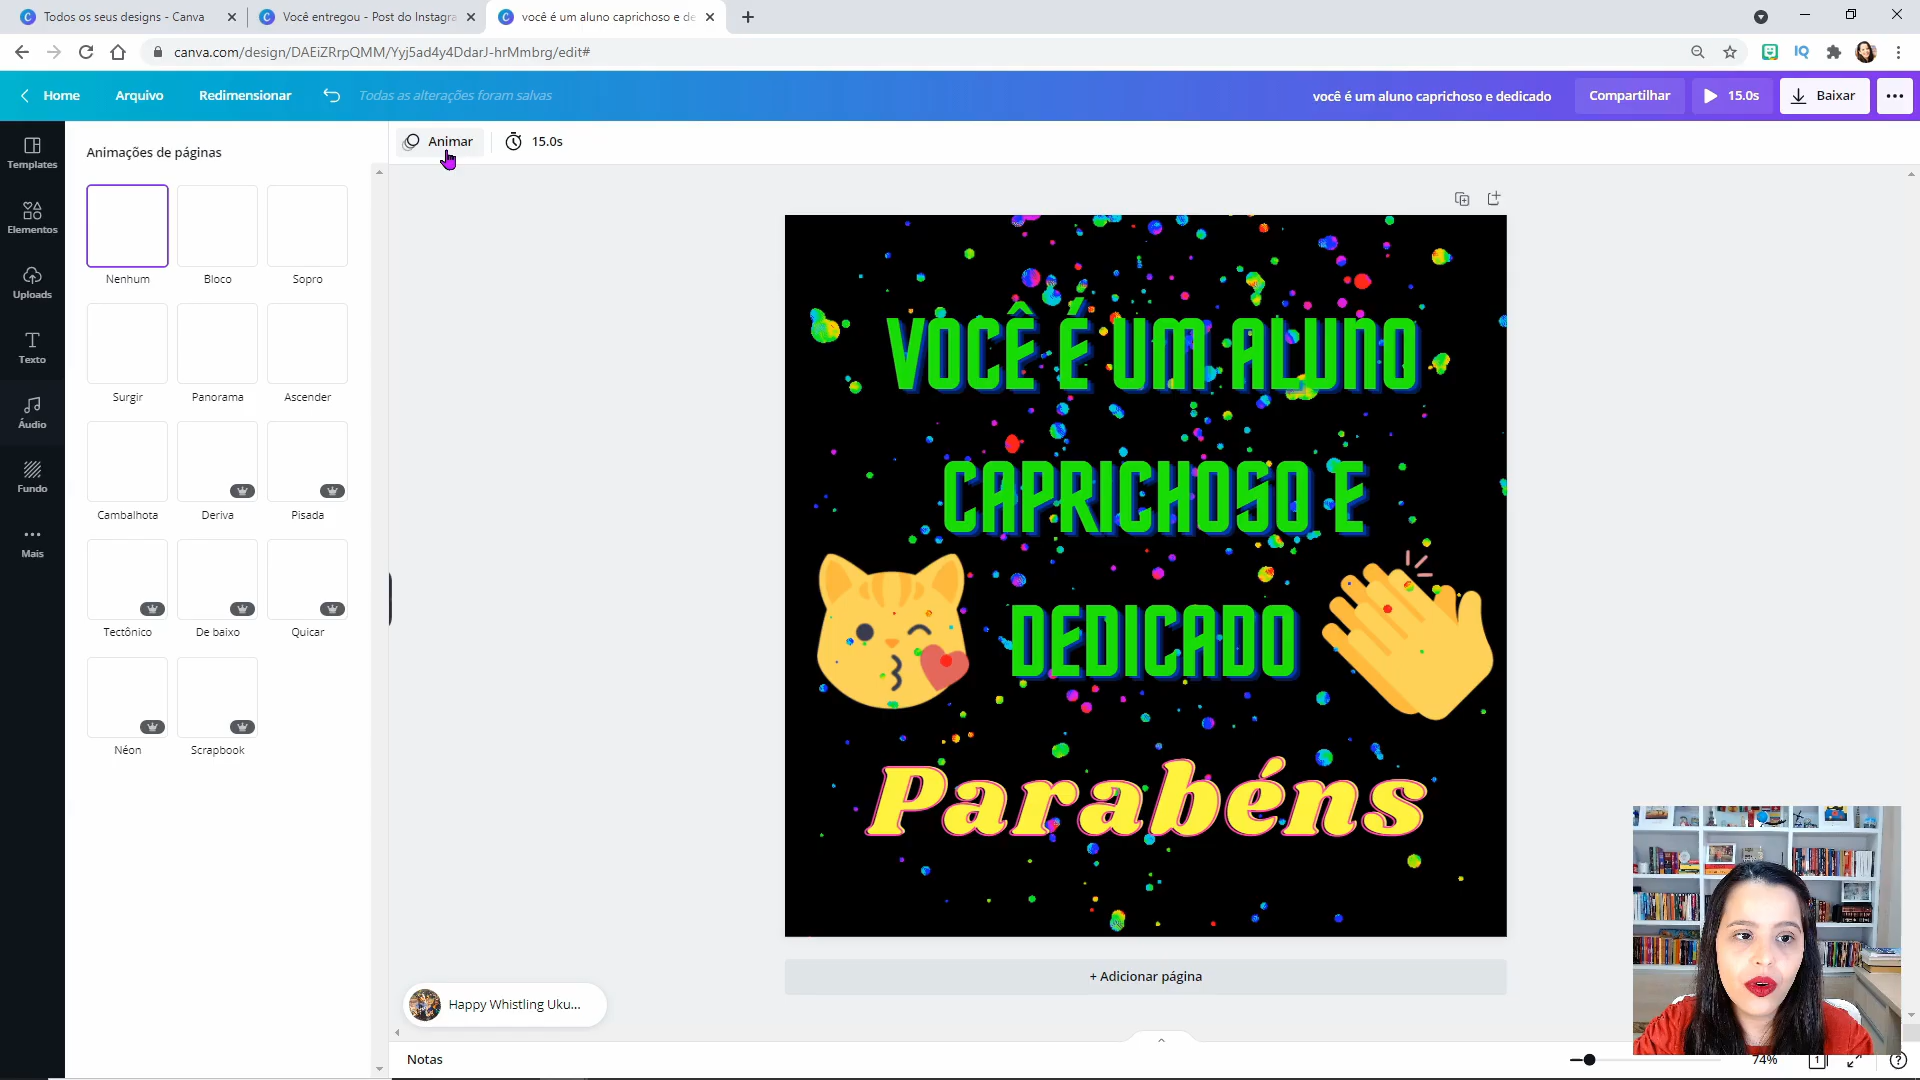 Todos os seus designs - Canva
Você entregou - Post do Instagra
você é um aluno caprichoso e de
canva.com/design/DAEiZRrpQMM/Yyj5ad4y4DdarJ-hrMmbrg/edit#
Home
Arquivo
Redimensionar
Todas as alterações foram salvas
você é um aluno caprichoso e dedicado
Compartilhar
15.0s
Baixar
Templates
Elementos
Uploads
Texto
Áudio
Fundo
Mais
Animações de páginas
Nenhum
Bloco
Sopro
Surgir
Panorama
Ascender
Cambalhota
Deriva
Pisada
Tectônico
De baixo
Quicar
Néon
Scrapbook
Animar
15.0s
VOCÊ É UM ALUNO
CAPRICHOSO E
DEDICADO
Parabéns
+ Adicionar página
Happy Whistling Uku...
Notas
74%
1